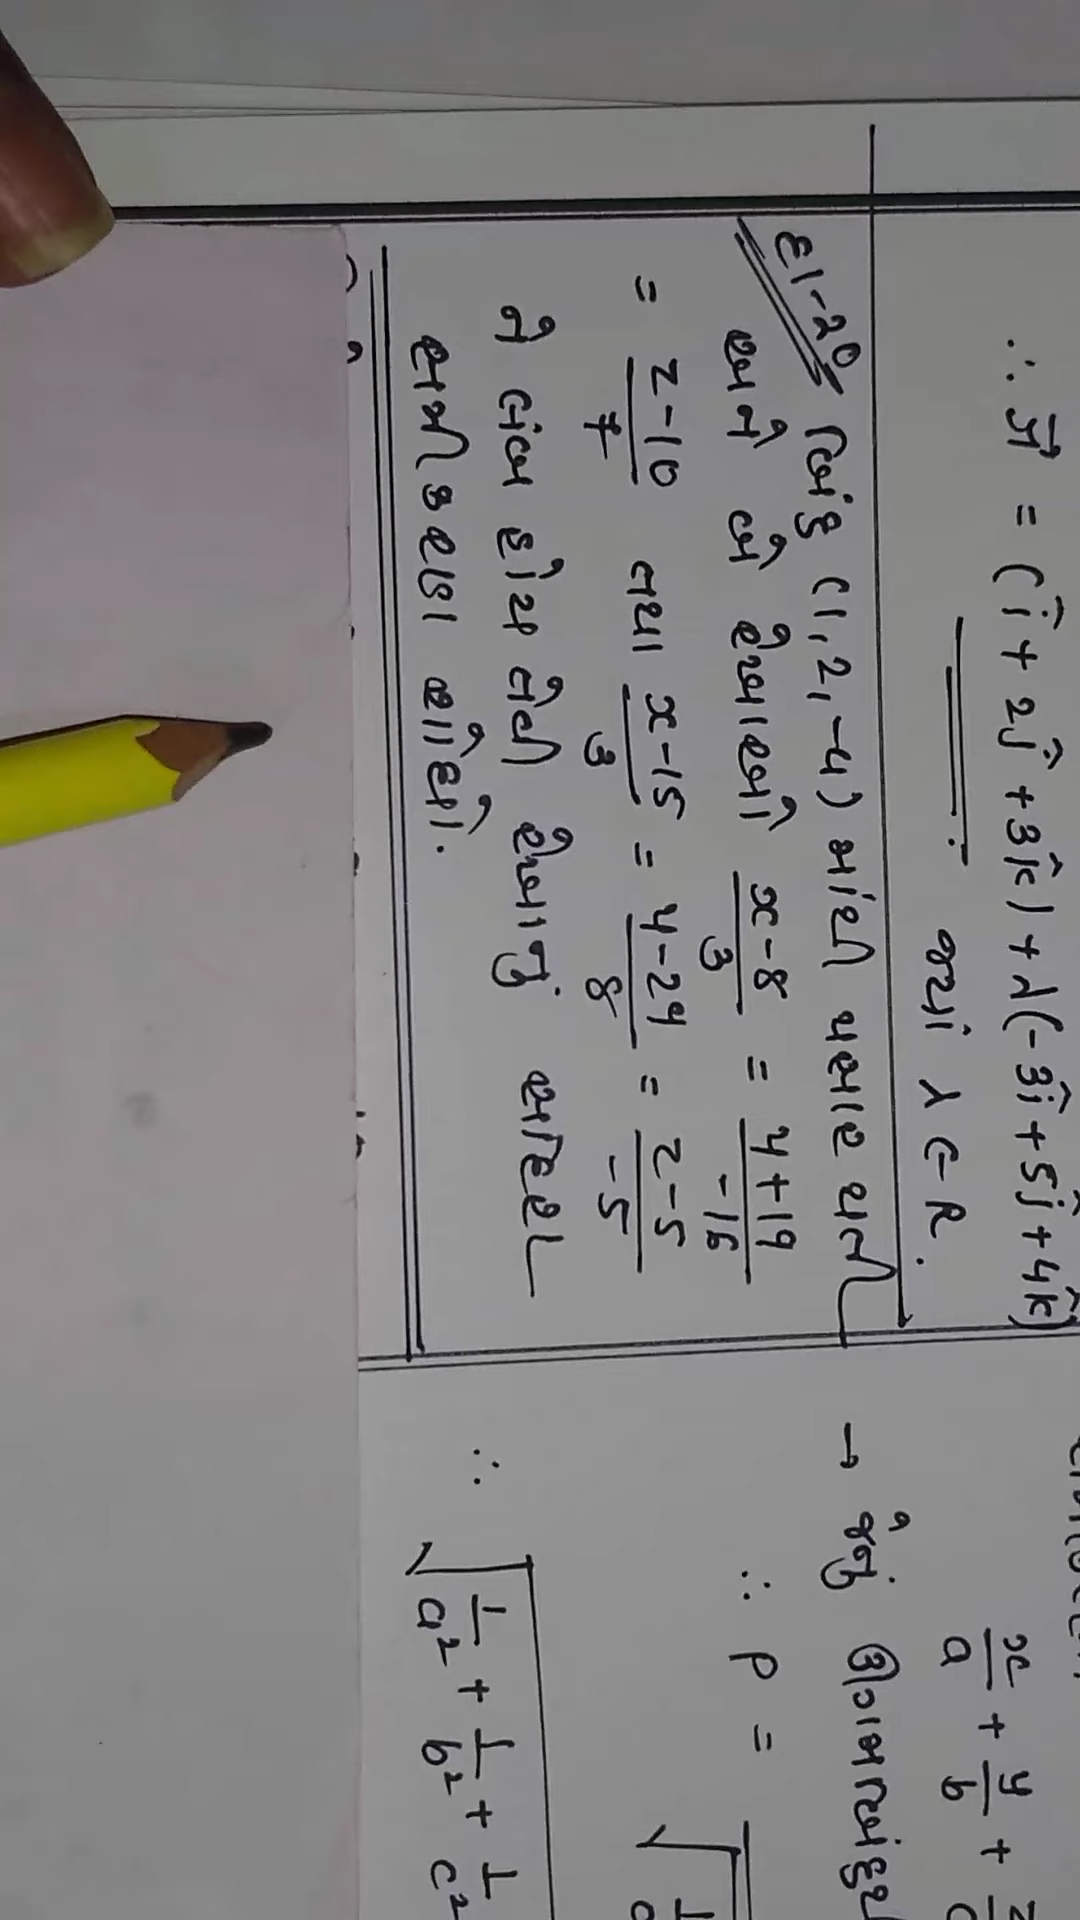 ∴ r̄ = (î + 2ĵ + 3k̂) + λ(-3î + 5ĵ + 4k̂)
જ્યાં λ ∈ R.
દા-20 બિંદુ (1, 2, -4) માંથી પસાર થતી
અને બે રેખાઓ x-8/3 = y+19/-16
= z-10/7 તથા x-15/3 = y-29/8 = z-5/-5
ને લંબ હોય તેવી રેખાનું સદિશ
સમીકરણ શોધો.
x/a + y/b +
→ જેનું
∴ p =
∴ √1/a² + 1/b² + 1/c²